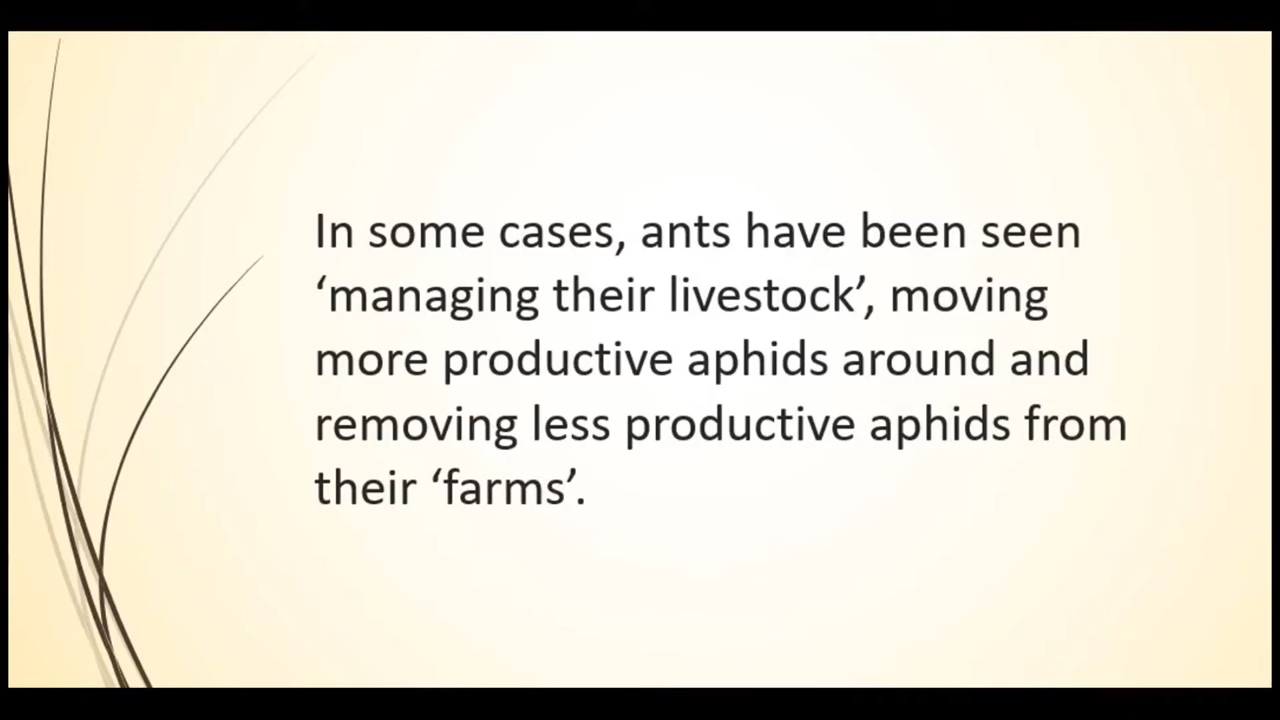 In some cases, ants have been seen
‘managing their livestock’, moving
more productive aphids around and
removing less productive aphids from
their ‘farms’.